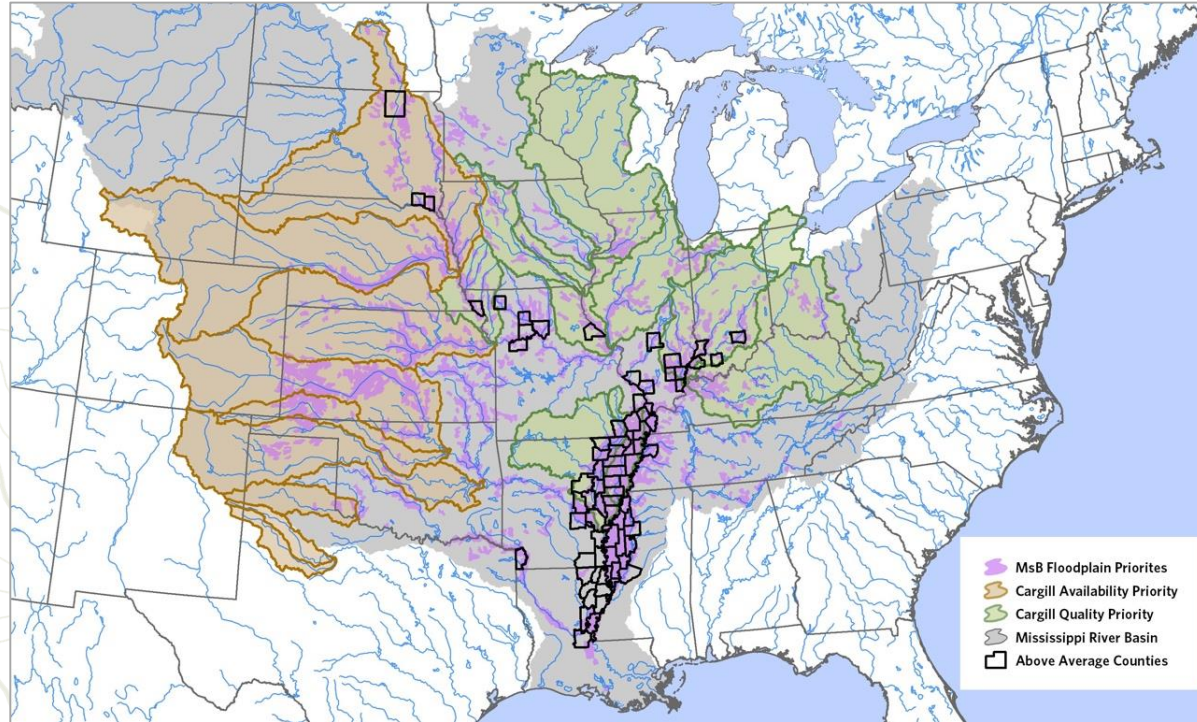 MsB Floodplain Priorites
Cargill Availability Priority
Cargill Quality Priority
Mississippi River Basin
Above Average Counties